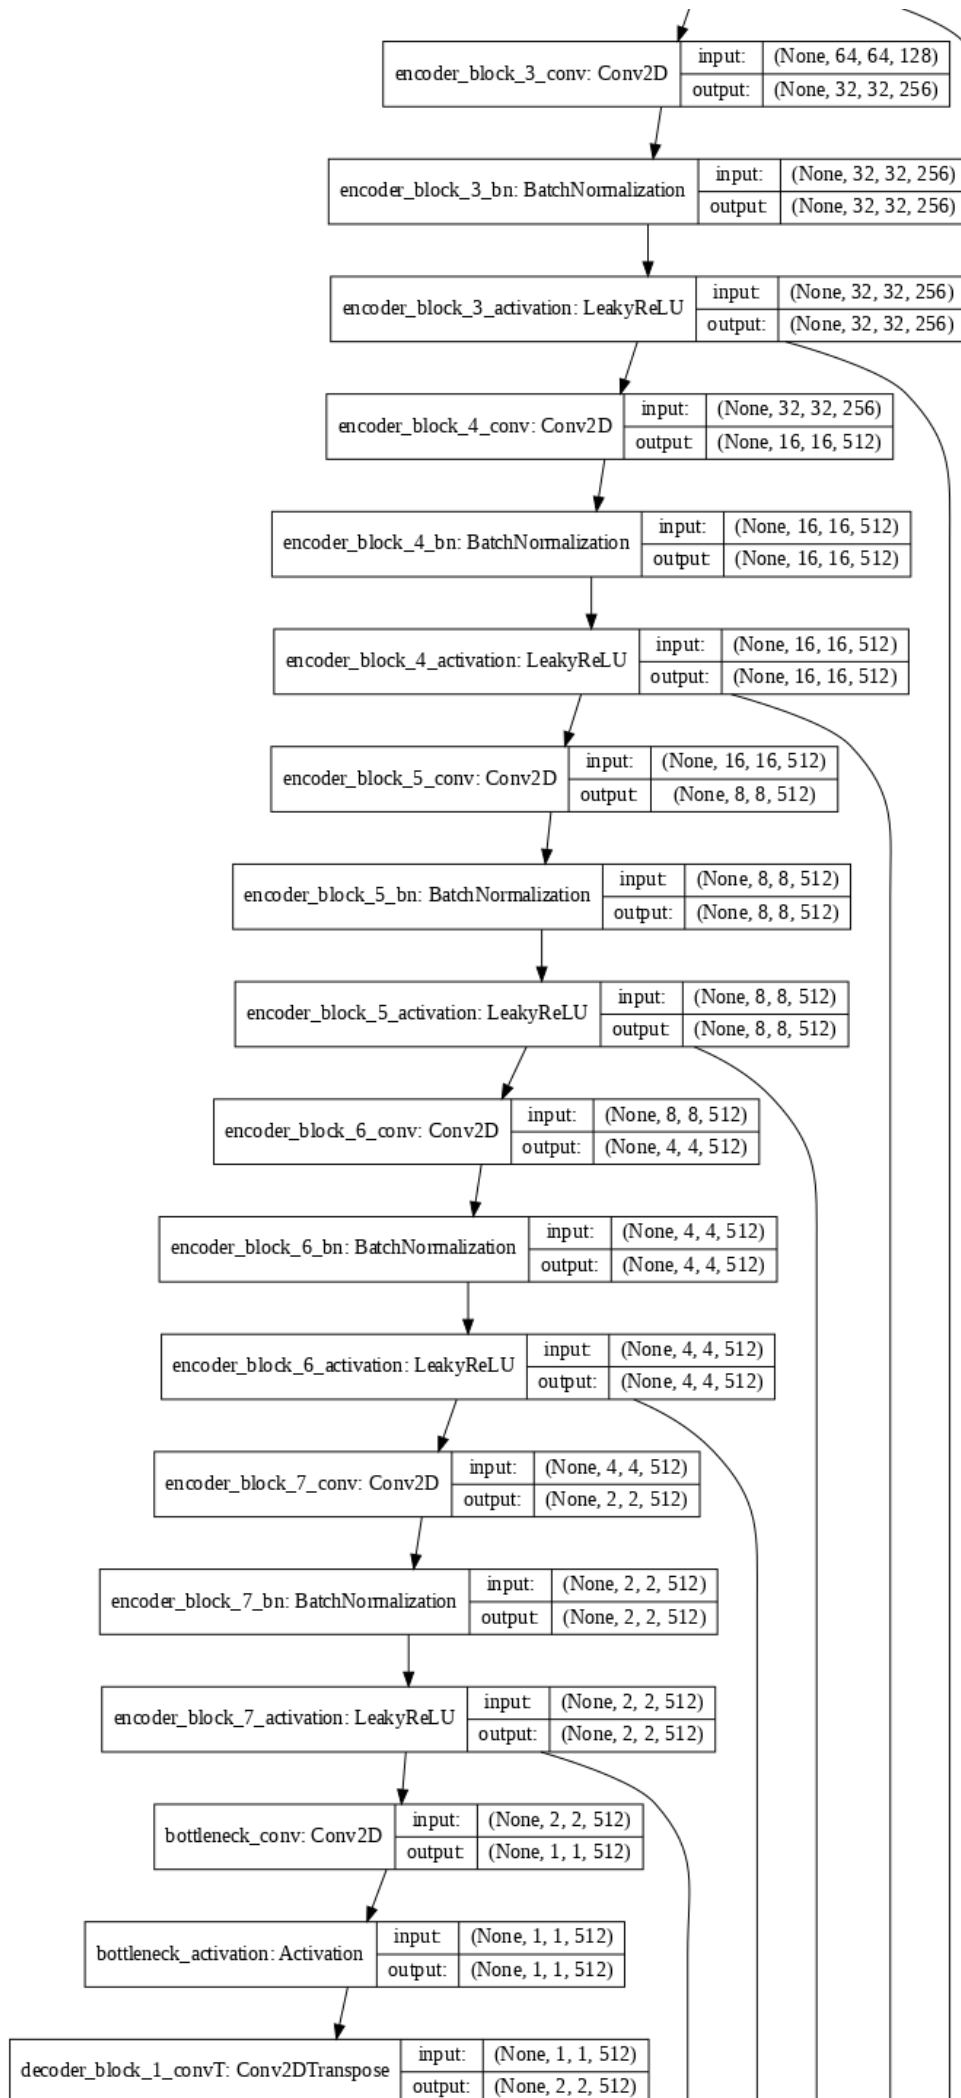 encoder_block_3_conv: Conv2D
input: (None, 64, 64, 128)
output: (None, 32, 32, 256)
encoder_block_3_bn: BatchNormalization
input: (None, 32, 32, 256)
output: (None, 32, 32, 256)
encoder_block_3_activation: LeakyReLU
input: (None, 32, 32, 256)
output: (None, 32, 32, 256)
encoder_block_4_conv: Conv2D
input: (None, 32, 32, 256)
output: (None, 16, 16, 512)
encoder_block_4_bn: BatchNormalization
input: (None, 16, 16, 512)
output: (None, 16, 16, 512)
encoder_block_4_activation: LeakyReLU
input: (None, 16, 16, 512)
output: (None, 16, 16, 512)
encoder_block_5_conv: Conv2D
input: (None, 16, 16, 512)
output: (None, 8, 8, 512)
encoder_block_5_bn: BatchNormalization
input: (None, 8, 8, 512)
output: (None, 8, 8, 512)
encoder_block_5_activation: LeakyReLU
input: (None, 8, 8, 512)
output: (None, 8, 8, 512)
encoder_block_6_conv: Conv2D
input: (None, 8, 8, 512)
output: (None, 4, 4, 512)
encoder_block_6_bn: BatchNormalization
input: (None, 4, 4, 512)
output: (None, 4, 4, 512)
encoder_block_6_activation: LeakyReLU
input: (None, 4, 4, 512)
output: (None, 4, 4, 512)
encoder_block_7_conv: Conv2D
input: (None, 4, 4, 512)
output: (None, 2, 2, 512)
encoder_block_7_bn: BatchNormalization
input: (None, 2, 2, 512)
output: (None, 2, 2, 512)
encoder_block_7_activation: LeakyReLU
input: (None, 2, 2, 512)
output: (None, 2, 2, 512)
bottleneck_conv: Conv2D
input: (None, 2, 2, 512)
output: (None, 1, 1, 512)
bottleneck_activation: Activation
input: (None, 1, 1, 512)
output: (None, 1, 1, 512)
decoder_block_1_convT: Conv2DTranspose
input: (None, 1, 1, 512)
output: (None, 2, 2, 512)